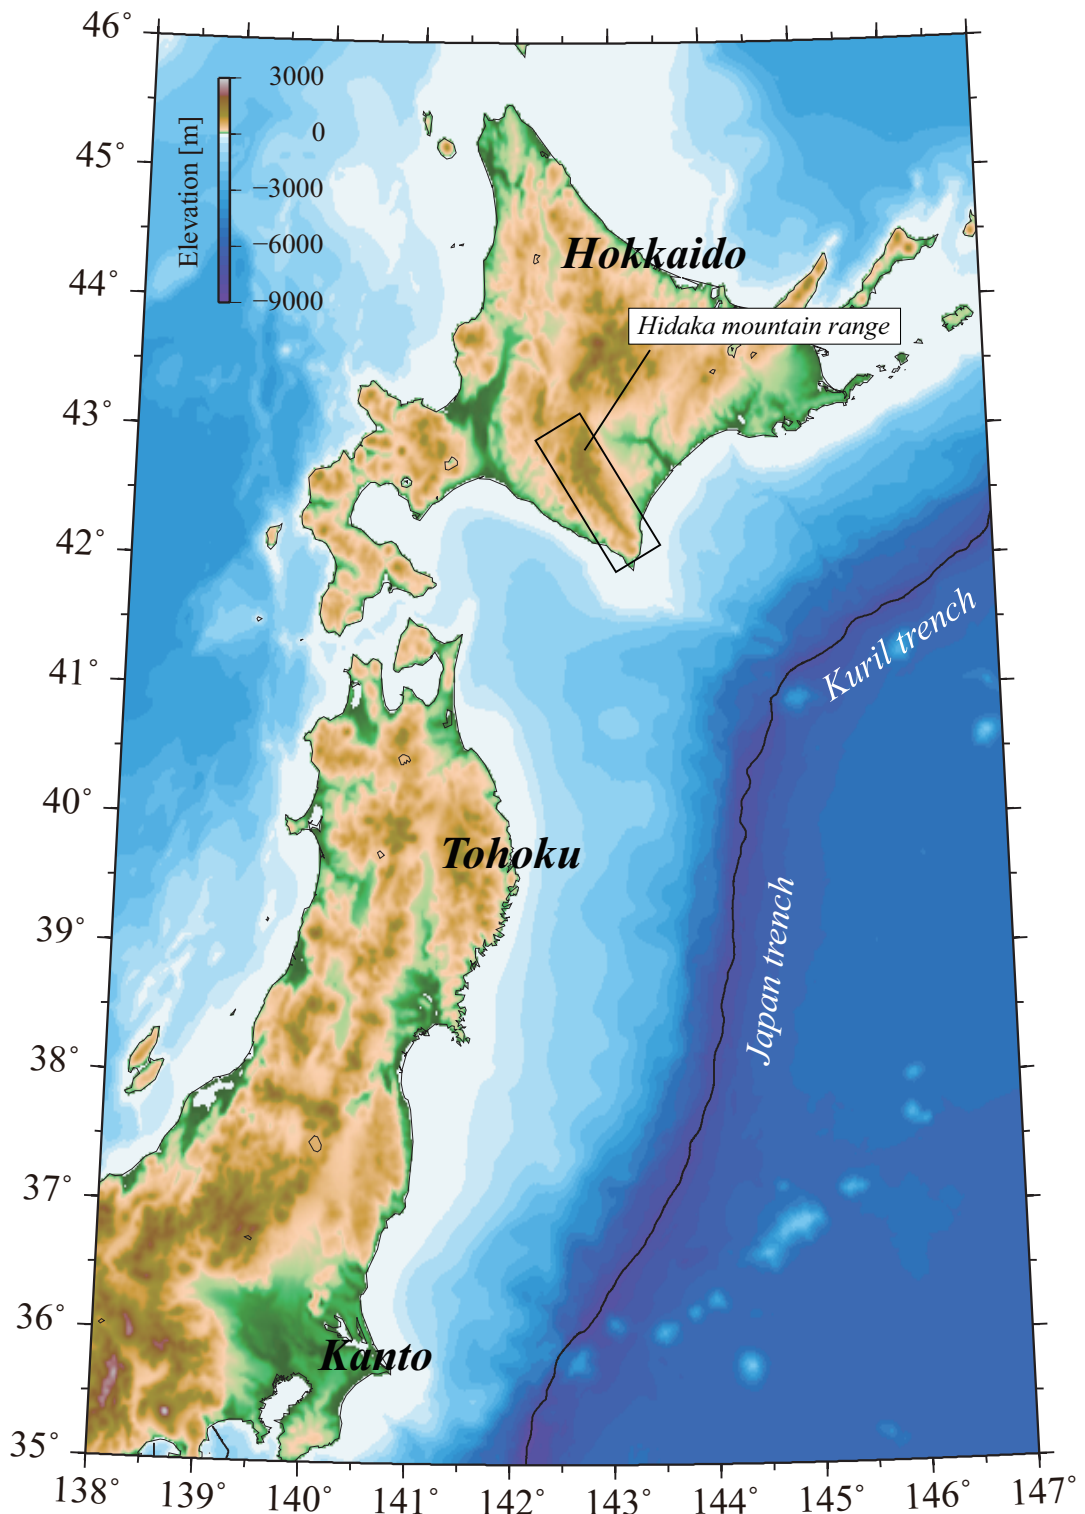 46°
3000
0
−3000
−6000
−9000
Elevation [m]
45°
Hokkaido
44°
Hidaka mountain range
43°
42°
Kuril trench
41°
40°
Tohoku
Japan trench
39°
38°
37°
36°
Kanto
35°
138° 139° 140° 141° 142° 143° 144° 145° 146° 147°